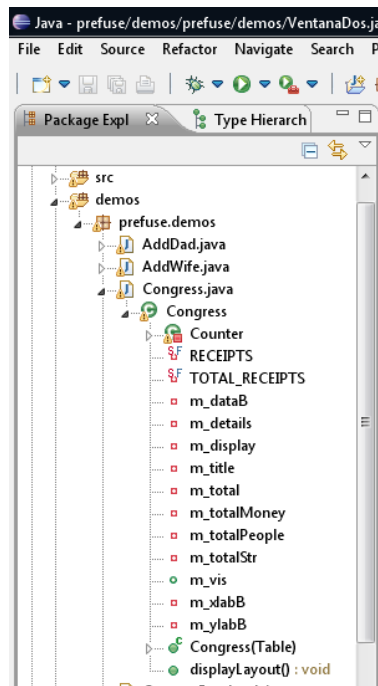 Java - prefuse/demos/prefuse/demos/VentanaDos.ja
File Edit Source Refactor Navigate Search
Package Expl Type Hierarch
src
demos
prefuse.demos
AddDad.java
AddWife.java
Congress.java
Congress
Counter
RECEIPTS
TOTAL_RECEIPTS
m_dataB
m_details
m_display
m_title
m_total
m_totalMoney
m_totalPeople
m_totalStr
m_vis
m_xlabB
m_ylabB
Congress(Table)
displayLayout() : void